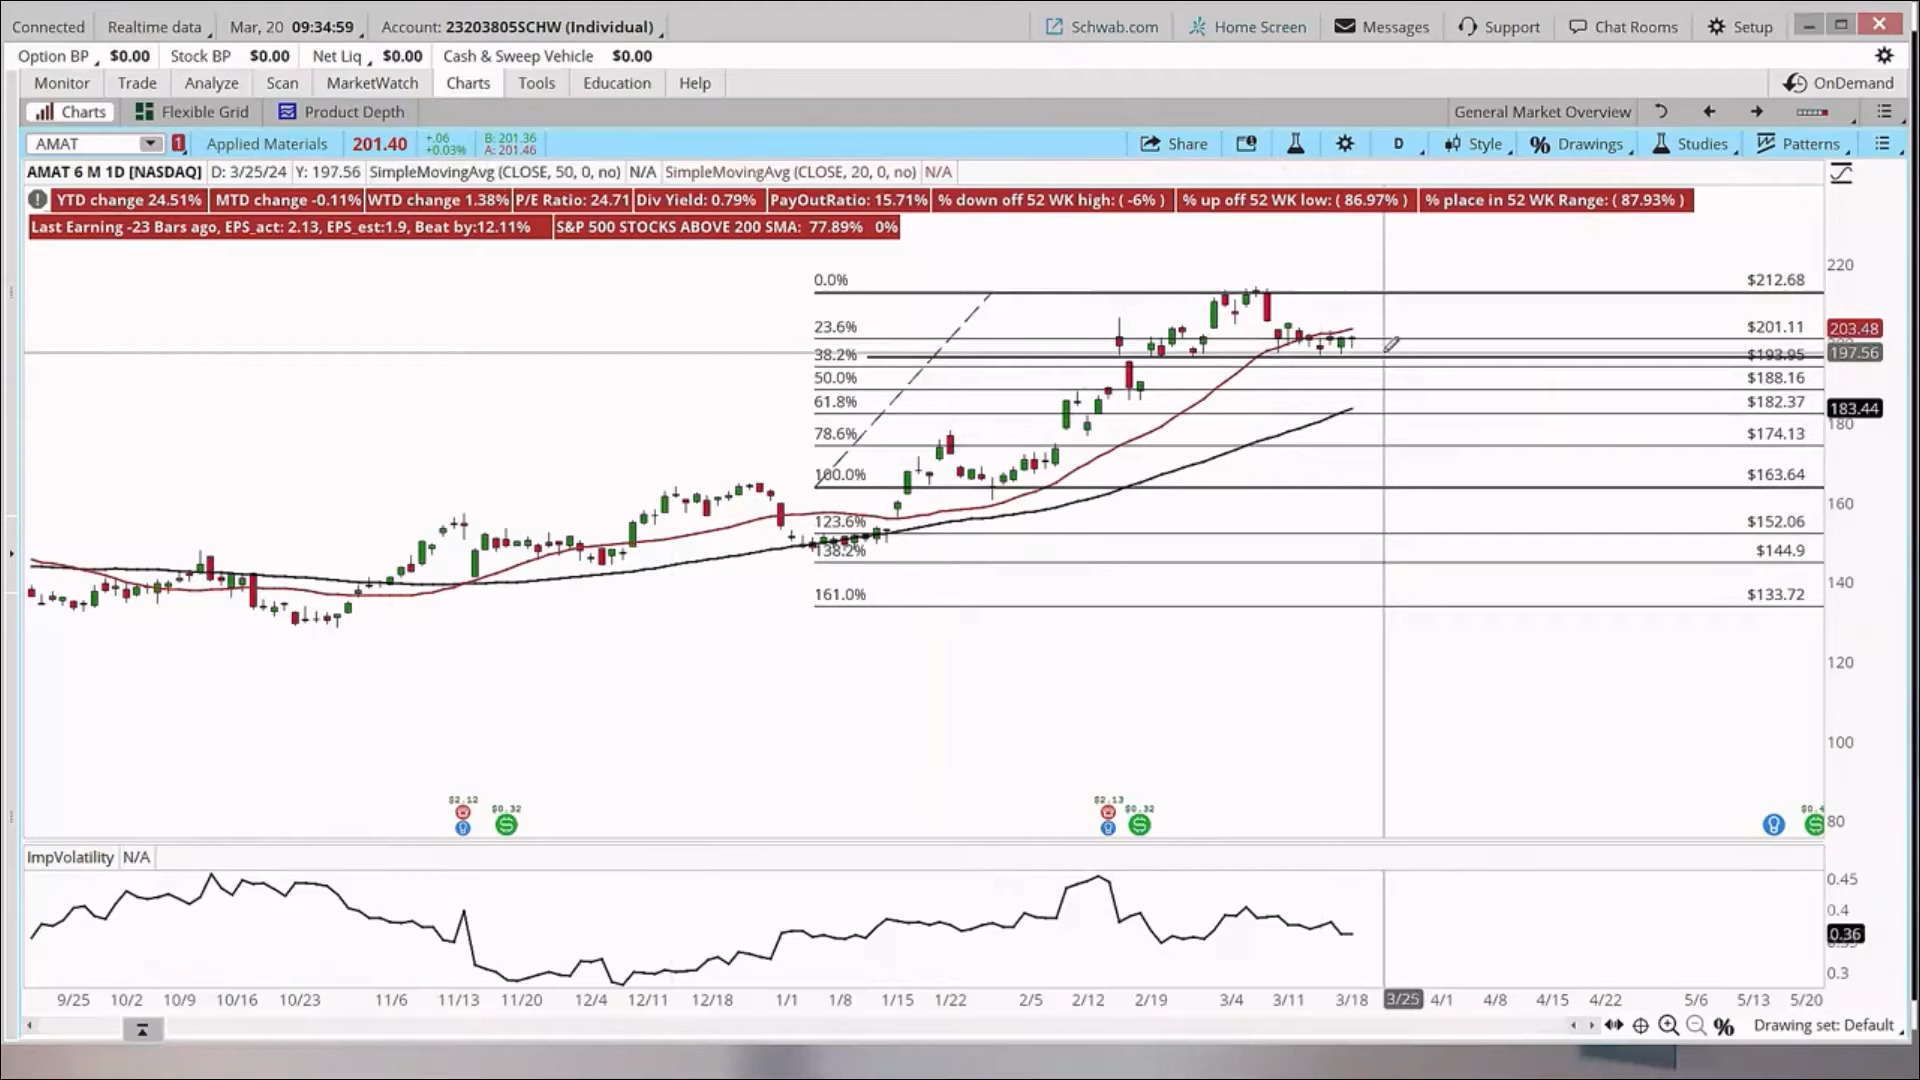 Connected Realtime data Mar, 20 09:34:59 Account: 23203805SCHW (Individual) Schwab.com Home Screen Messages Support Chat Rooms Setup
Option BP $0.00 Stock BP $0.00 Net Liq $0.00 Cash & Sweep Vehicle $0.00
Monitor Trade Analyze Scan MarketWatch Charts Tools Education Help OnDemand
Charts Flexible Grid Product Depth General Market Overview
AMAT 1 Applied Materials 201.40 +.06 +0.03% B: 201.36 A: 201.46 Share D Style Drawings Studies Patterns
AMAT 6 M 1D [NASDAQ] D: 3/25/24 Y: 197.56 SimpleMovingAvg (CLOSE, 50, 0, no) N/A SimpleMovingAvg (CLOSE, 20, 0, no) N/A
YTD change 24.51% MTD change -0.11% WTD change 1.38% P/E Ratio: 24.71 Div Yield: 0.79% PayOutRatio: 15.71% % down off 52 WK high: ( -6% ) % up off 52 WK low: ( 86.97% ) % place in 52 WK Range: ( 87.93% )
Last Earning -23 Bars ago, EPS_act: 2.13, EPS_est:1.9, Beat by:12.11% S&P 500 STOCKS ABOVE 200 SMA: 77.89% 0%
220
0.0% $212.68
23.6% $201.11 203.48
38.2% $193.95 197.56
50.0% $188.16
61.8% $182.37 183.44
180
78.6% $174.13
100.0% $163.64
160
123.6% $152.06
138.2% $144.9
140
161.0% $133.72
120
100
$2.12 $0.32 $2.13 $0.32
80
ImpVolatility N/A
0.45
0.4
0.36
0.3
9/25 10/2 10/9 10/16 10/23 11/6 11/13 11/20 12/4 12/11 12/18 1/1 1/8 1/15 1/22 2/5 2/12 2/19 3/4 3/11 3/18 3/25 4/1 4/8 4/15 4/22 5/6 5/13 5/20
Drawing set: Default